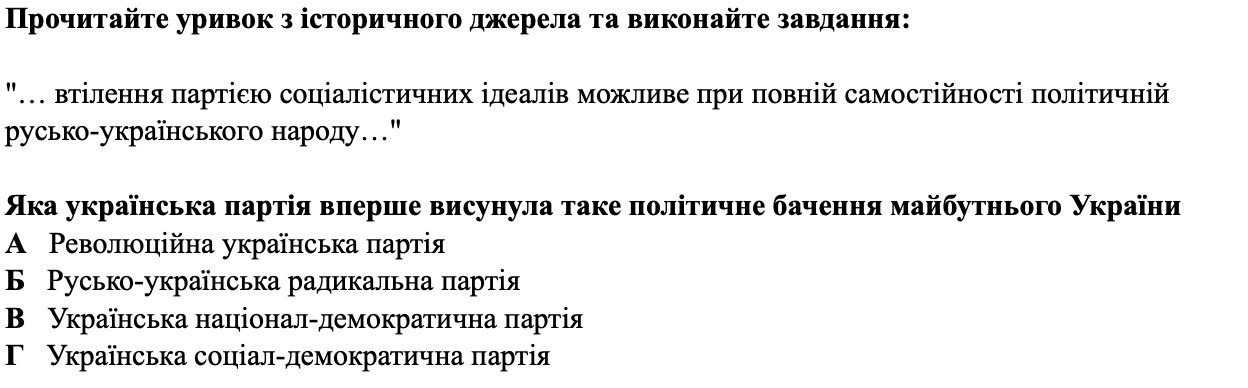 Прочитайте уривок з історичного джерела та виконайте завдання:
"… втілення партією соціалістичних ідеалів можливе при повній самостійності політичній
русько-українського народу…"
Яка українська партія вперше висунула таке політичне бачення майбутнього України
А Революційна українська партія
Б Русько-українська радикальна партія
В Українська націонал-демократична партія
Г Українська соціал-демократична партія